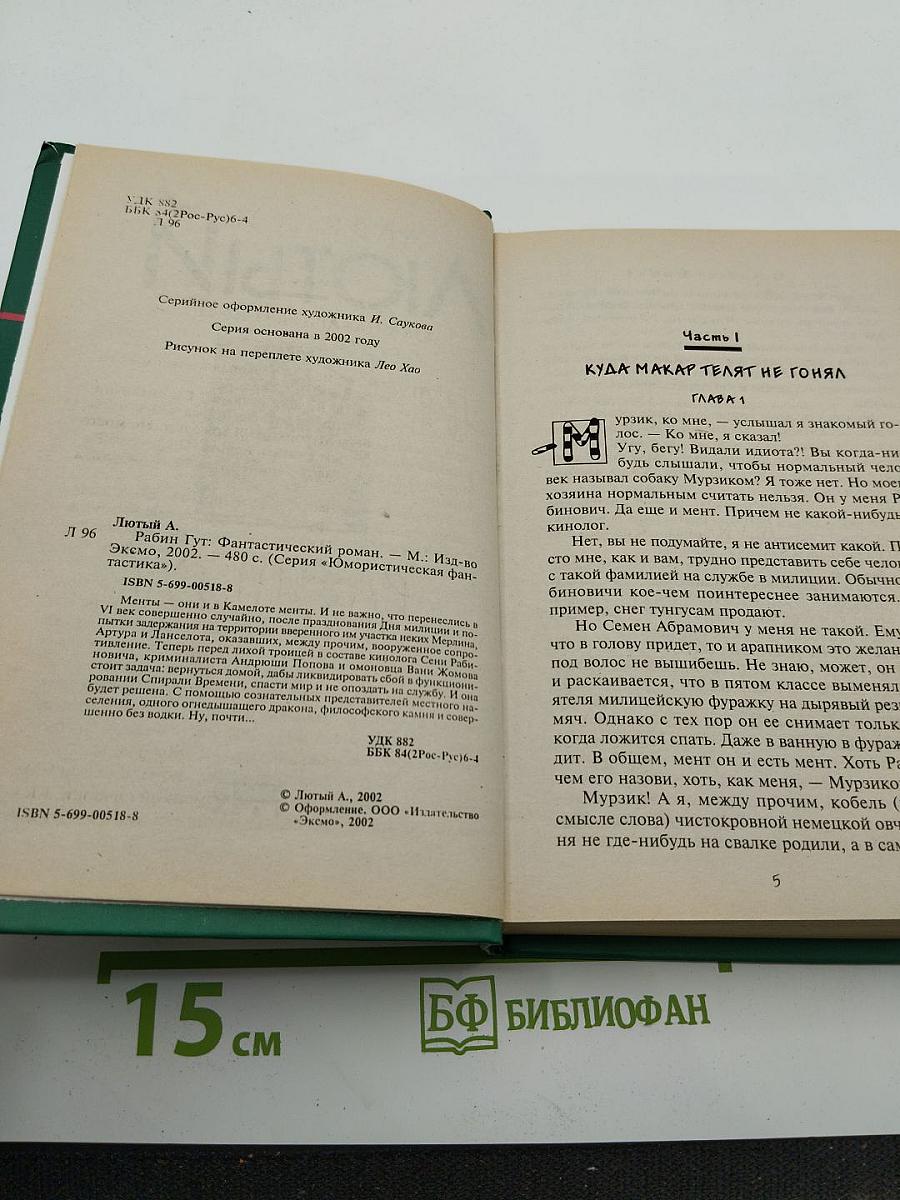 УДК 882
ББК 84(2Рос-Рус)6-4
Л 96
Серийное оформление художника И. Саукова
Серия основана в 2002 году
Рисунок на переплете художника Лео Хао
Лютый А.
Л 96 Рабин Гут: Фантастический роман. — М.: Изд-во
Эксмо, 2002. — 480 с. (Серия «Юмористическая фан-
тастика»).
ISBN 5-699-00518-8
Менты — они и в Камелоте менты. И не важно, что перенеслись в
VI век совершенно случайно, после празднования Дня милиции и по-
пытки задержания на территории вверенного им участка неких Мерлина,
Артура и Ланселота, оказавших, между прочим, вооруженное сопро-
тивление. Теперь перед лихой троицей в составе кинолога Сени Раби-
новича, криминалиста Андрюши Попова и омоновца Вани Жомова
стоит задача: вернуться домой, дабы ликвидировать сбой в функциони-
ровании Спирали Времени, спасти мир и не опоздать на службу. И она
будет решена. С помощью сознательных представителей местного на-
селения, одного огнедышащего дракона, философского камня и совер-
шенно без водки. Ну, почти...
УДК 882
ББК 84(2Рос-Рус)6-4
© Лютый А., 2002
© Оформление. ООО «Издательство
«Эксмо», 2002
ISBN 5-699-00518-8
Часть I
КУДА МАКАР ТЕЛЯТ НЕ ГОНЯЛ
ГЛАВА 1
Мурзик, ко мне, — услышал я знакомый го-
лос. — Ко мне, я сказал!
Угу, бегу! Видали идиота?! Вы когда-ни
будь слышали, чтобы нормальный чело
век называл собаку Мурзиком? Я тоже нет. Но моег
хозяина нормальным считать нельзя. Он у меня Р
бинович. Да еще и мент. Причем не какой-нибудь
кинолог.
Нет, вы не подумайте, я не антисемит какой. П
сто мне, как и вам, трудно представить себе челов
с такой фамилией на службе в милиции. Обычно
биновичи кое-чем поинтереснее занимаются.
пример, снег тунгусам продают.
Но Семен Абрамович у меня не такой. Ему
что в голову придет, то и арапником это желан
под волос не вышибешь. Не знаю, может, он
и раскаивается, что в пятом классе выменял
ятеля милицейскую фуражку на дырявый рез
мяч. Однако с тех пор он ее снимает тольк
когда ложится спать. Даже в ванную в фураж
дит. В общем, мент он и есть мент. Хоть Ра
чем его назови, хоть, как меня, — Мурзико
Мурзик! А я, между прочим, кобель (
смысле слова) чистокровной немецкой овч
ня не где-нибудь на свалке родили, а в сам
5
15 см
БФ БИБЛИОФАН